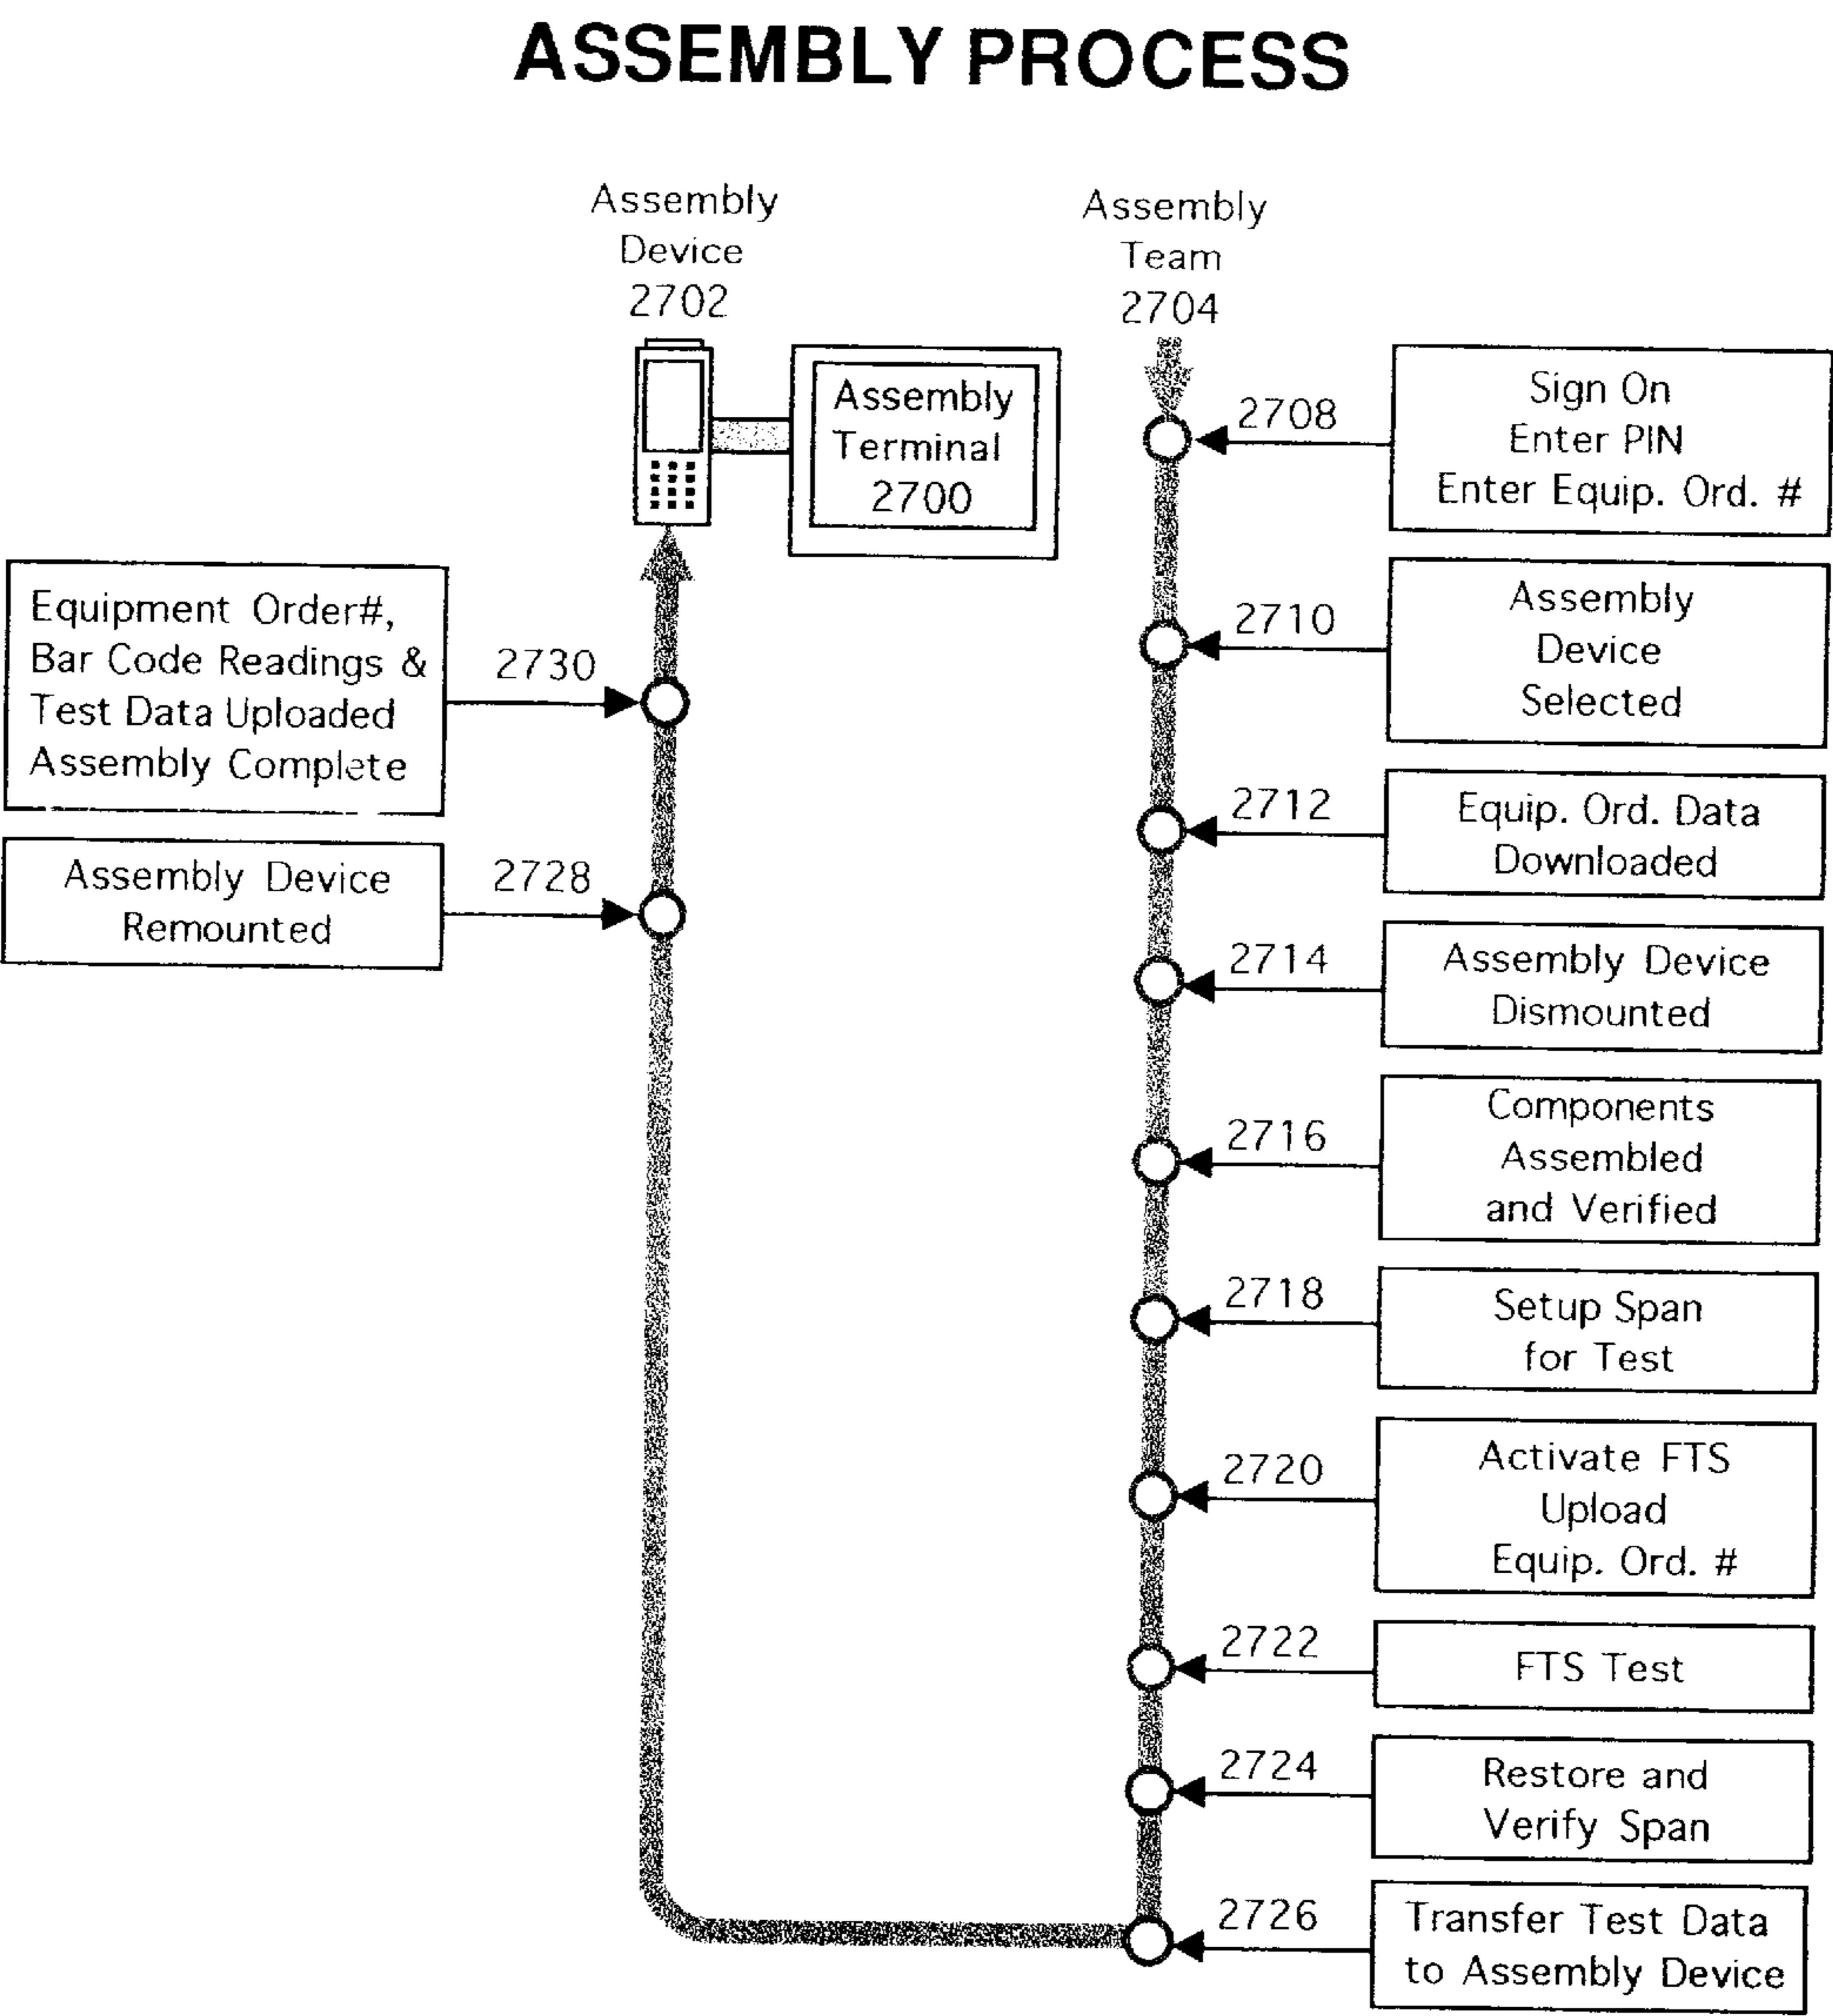 ASSEMBLY PROCESS
Assembly
Device
2702
Assembly
Team
2704
Assembly
Terminal
2700
2708
Sign On
Enter PIN
Enter Equip. Ord. #
2710
Assembly
Device
Selected
2712
Equip. Ord. Data
Downloaded
2714
Assembly Device
Dismounted
2716
Components
Assembled
and Verified
2718
Setup Span
for Test
2720
Activate FTS
Upload
Equip. Ord. #
2722
FTS Test
2724
Restore and
Verify Span
2726
Transfer Test Data
to Assembly Device
Assembly Device
Remounted
2728
Equipment Order#,
Bar Code Readings &
Test Data Uploaded
Assembly Complete
2730